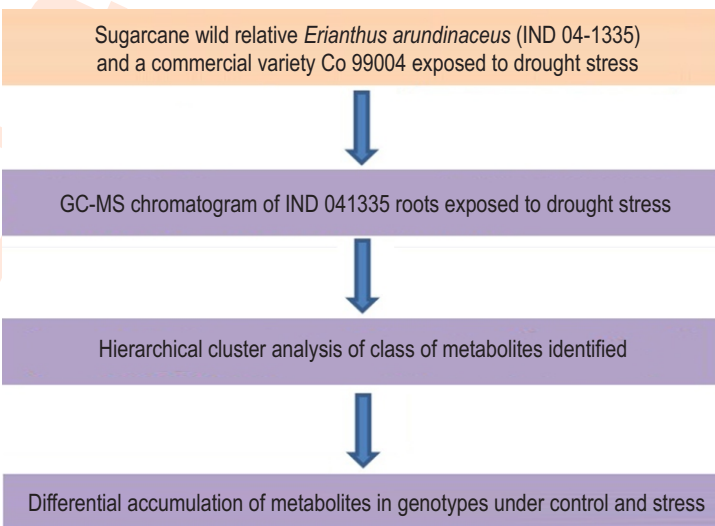 Sugarcane wild relative Erianthus arundinaceus (IND 04-1335)
and a commercial variety Co 99004 exposed to drought stress
GC-MS chromatogram of IND 041335 roots exposed to drought stress
Hierarchical cluster analysis of class of metabolites identified
Differential accumulation of metabolites in genotypes under control and stress